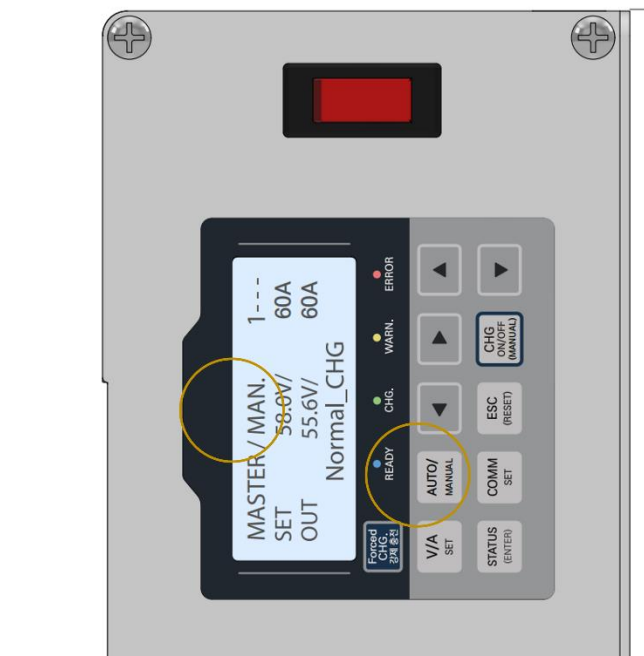 MASTER / MAN. 1---
SET 58.0V/ 60A
OUT 55.6V/ 60A
Normal_CHG
Forced CHG. 강제 충전
READY
CHG.
WARN.
ERROR
V/A SET
AUTO/ MANUAL
STATUS (ENTER)
COMM SET
ESC (RESET)
CHG ON/OFF (MANUAL)